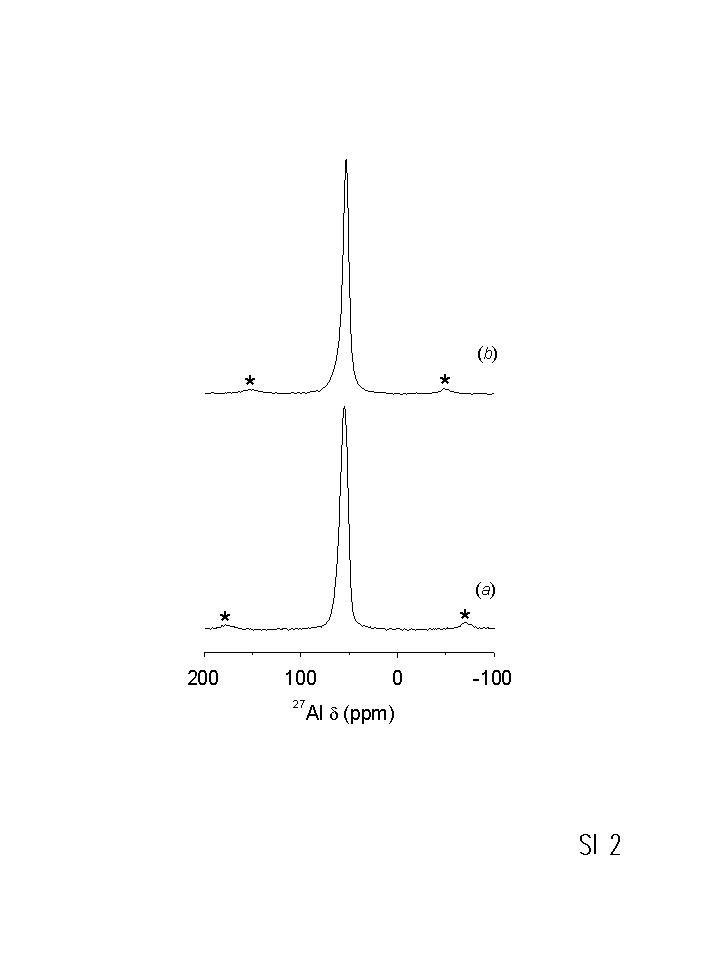 (b)
* *
(a)
* *
200 100 0 -100
²⁷Al δ (ppm)
SI 2